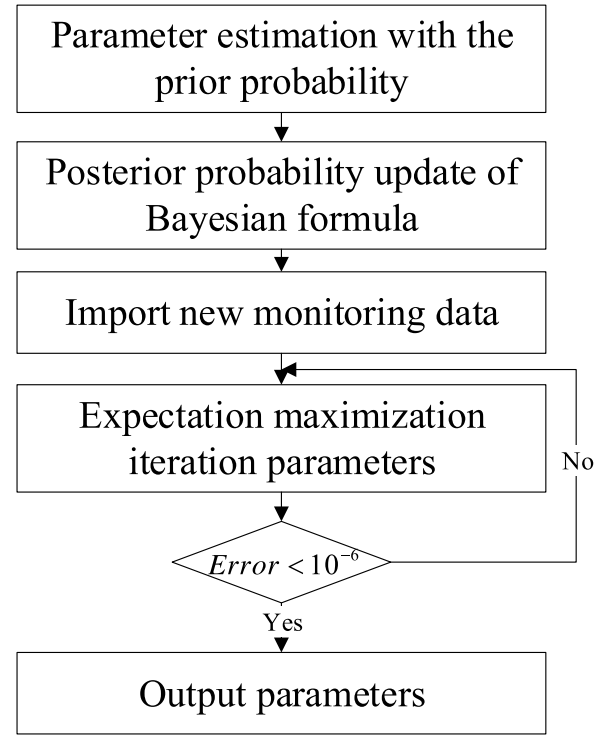 Parameter estimation with the
prior probability
Posterior probability update of
Bayesian formula
Import new monitoring data
Expectation maximization
iteration parameters
No
Error < 10⁻⁶
Yes
Output parameters